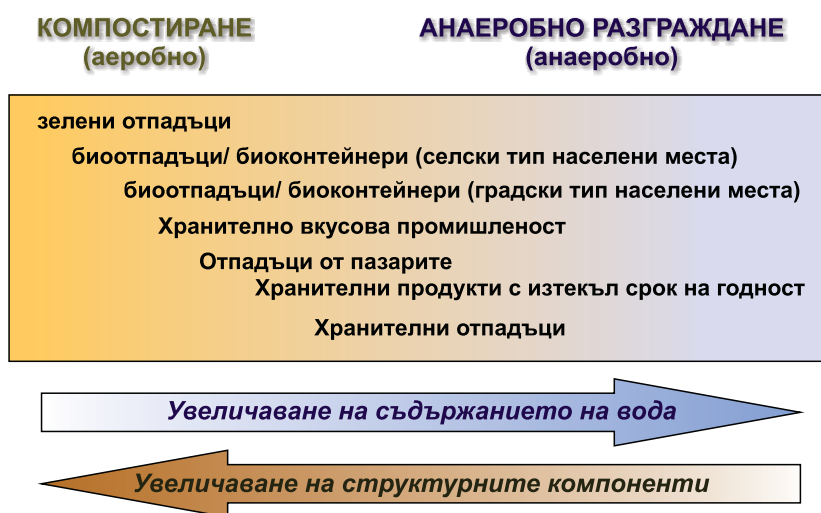 КОМПОСТИРАНЕ
(аеробно)
АНАЕРОБНО РАЗГРАЖДАНЕ
(анаеробно)
зелени отпадъци
биоотпадъци/ биоконтейнери (селски тип населени места)
биоотпадъци/ биоконтейнери (градски тип населени места)
Хранително вкусова промишленост
Отпадъци от пазарите
Хранителни продукти с изтекъл срок на годност
Хранителни отпадъци
Увеличаване на съдържанието на вода
Увеличаване на структурните компоненти